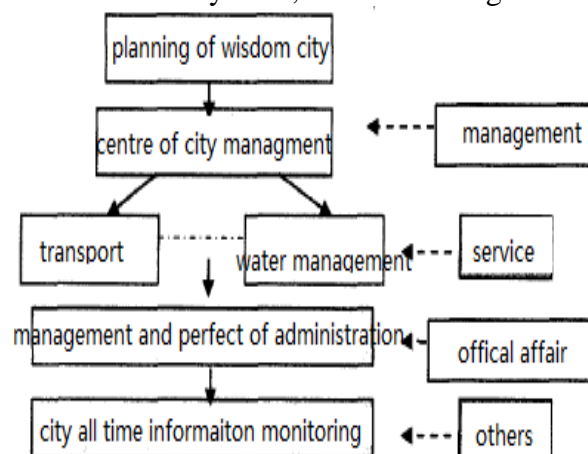 planning of wisdom city
centre of city managment
management
transport
water management
service
management and perfect of administration
offical affair
city all time informaiton monitoring
others